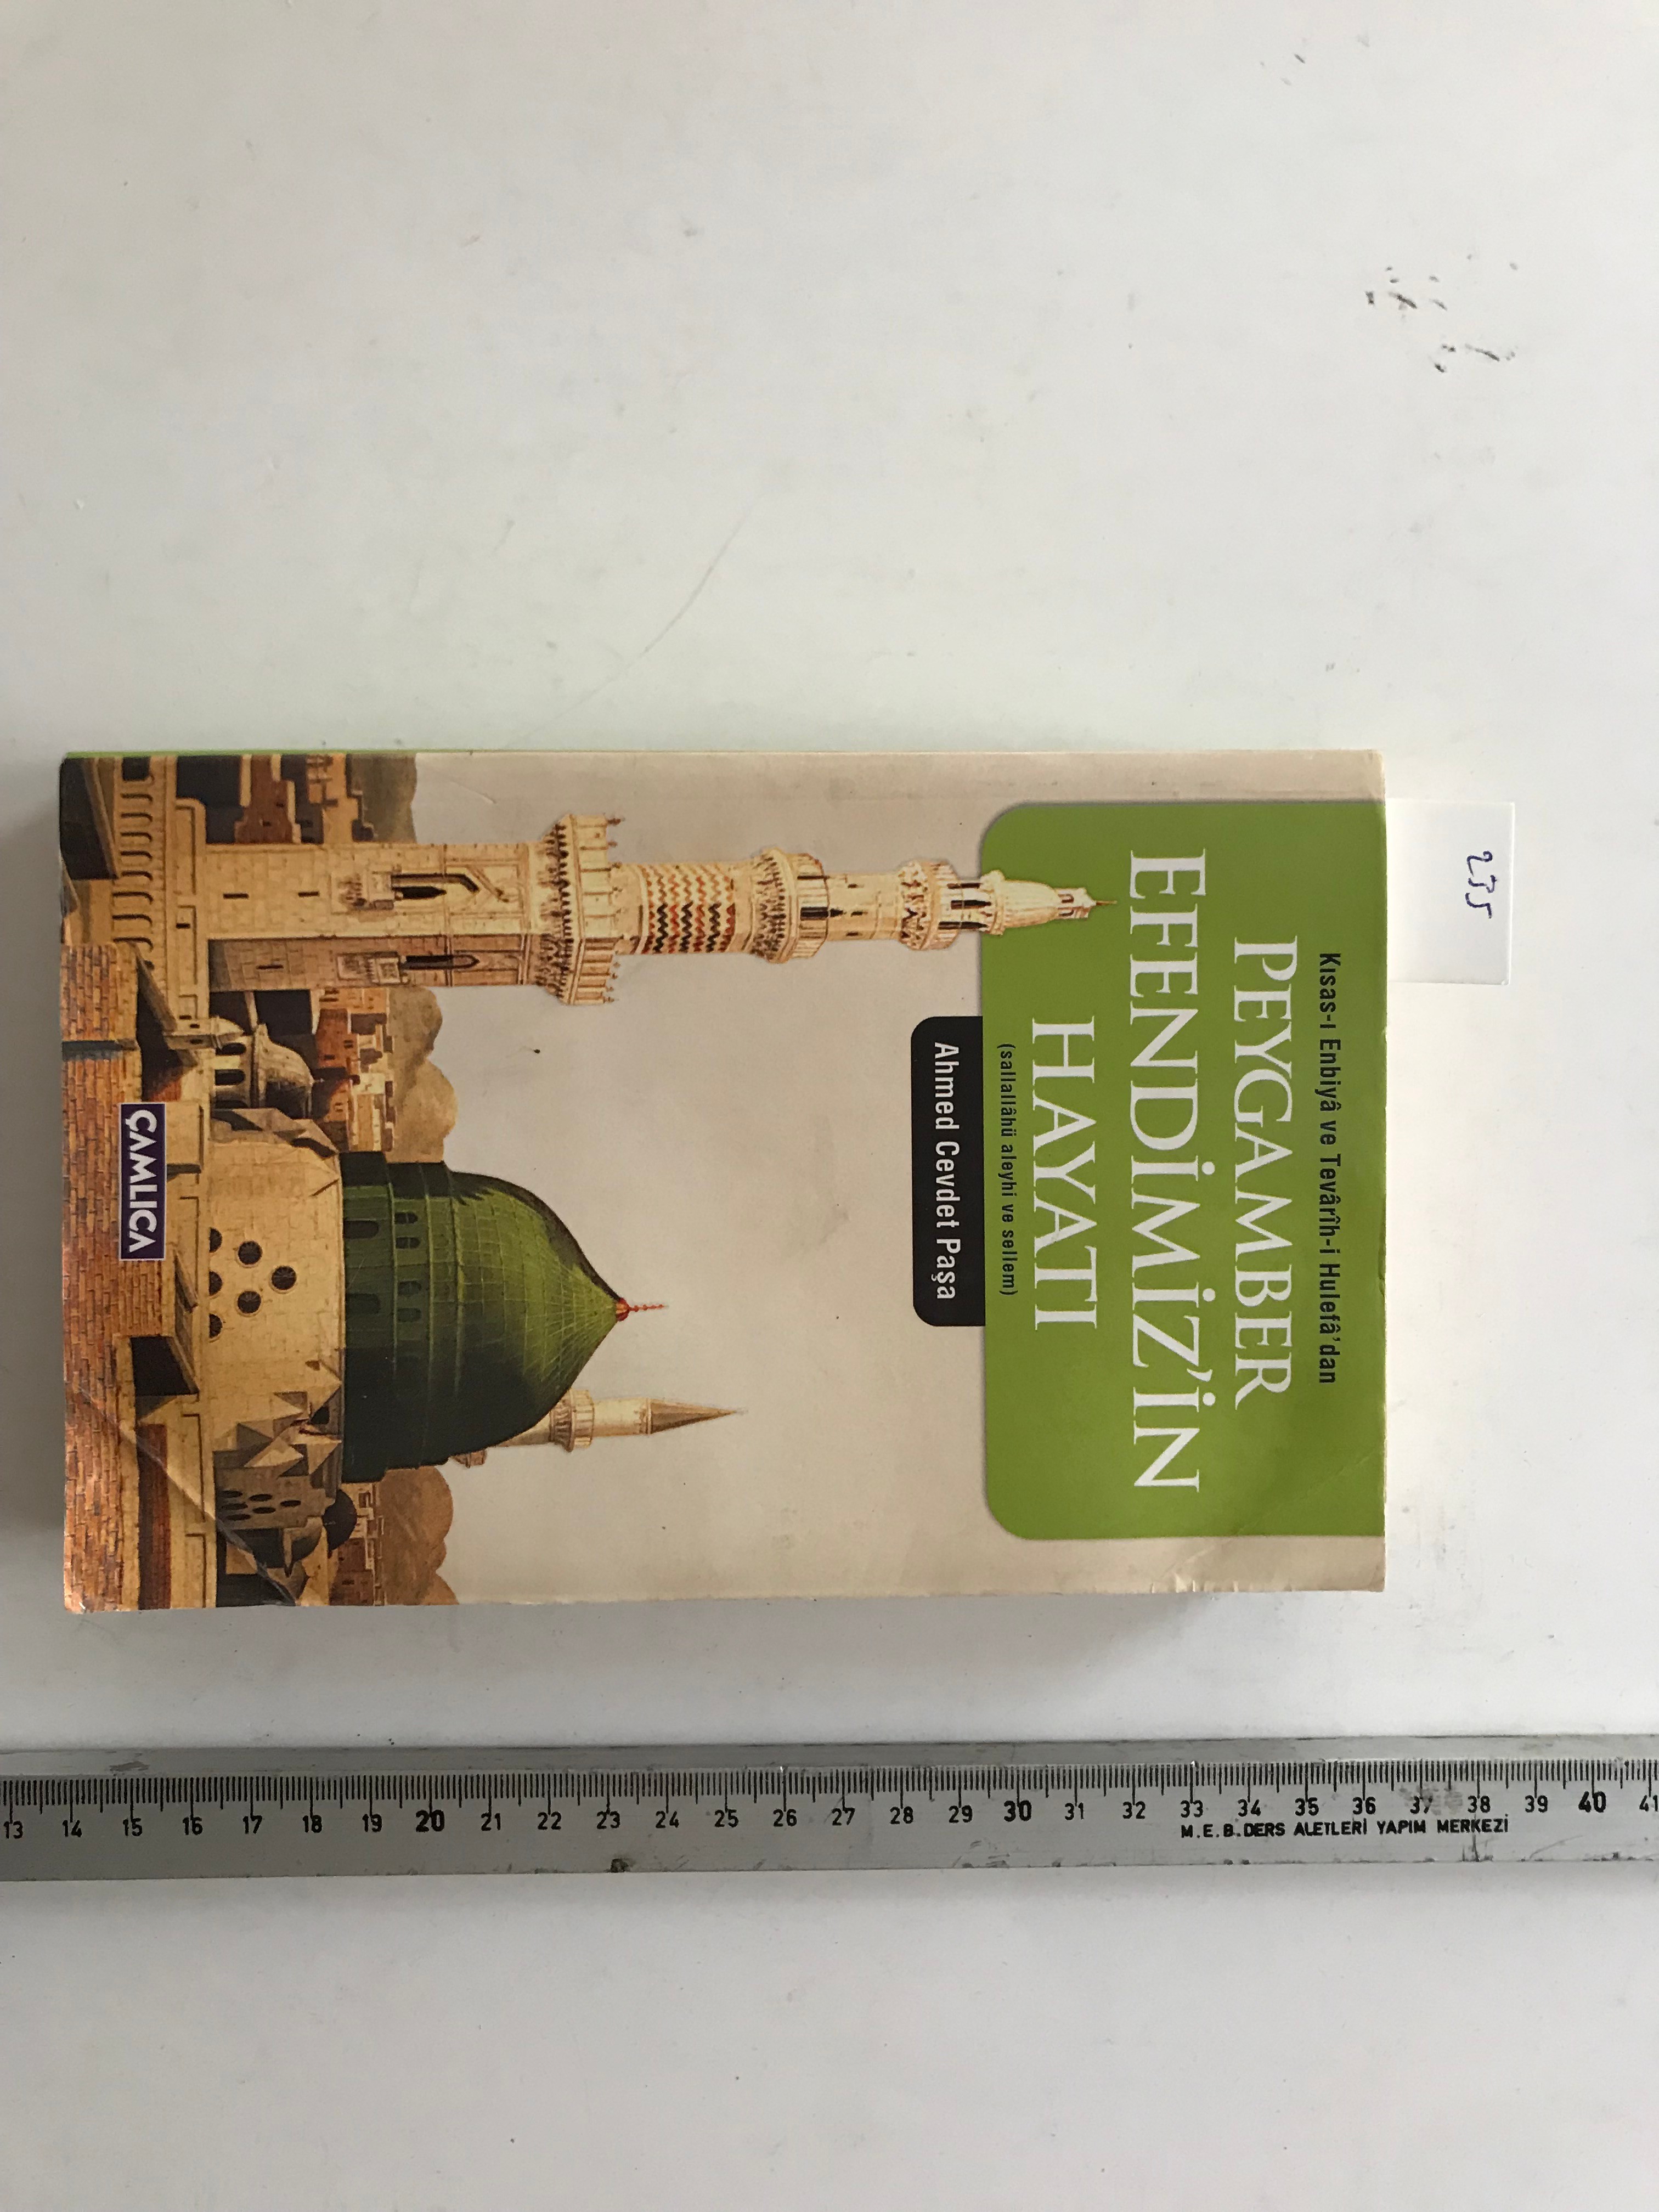 Kısas-ı Enbiyâ ve Tevârîh-i Hulefâ'dan
PEYGAMBER
EFENDİMİZ'İN
HAYATI
(sallallâhü aleyhi ve sellem)
Ahmed Cevdet Paşa
ÇAMLICA
13 14 15 16 17 18 19 20 21 22 23 24 25 26 27 28 29 30 31 32 33 34 35 36 37 38 39 40 41
M.E.B. DERS ALETLERİ YAPIM MERKEZİ